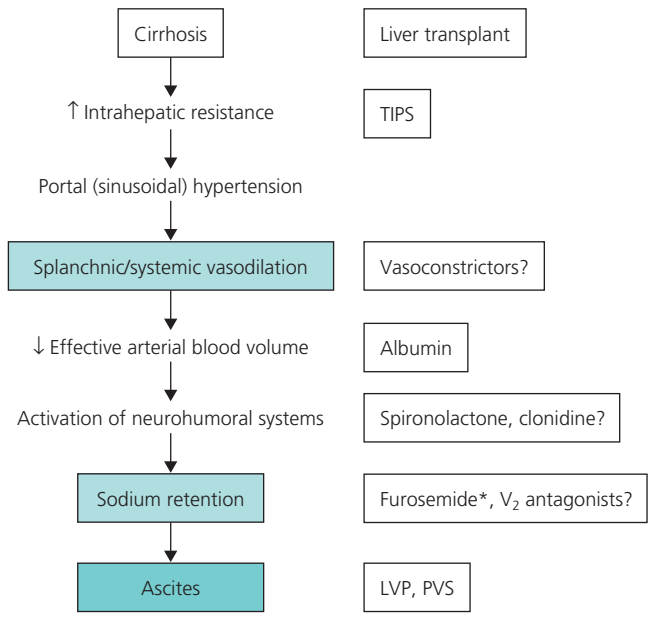 Cirrhosis
Liver transplant
↑ Intrahepatic resistance
TIPS
Portal (sinusoidal) hypertension
Splanchnic/systemic vasodilation
Vasoconstrictors?
↓ Effective arterial blood volume
Albumin
Activation of neurohumoral systems
Spironolactone, clonidine?
Sodium retention
Furosemide*, V₂ antagonists?
Ascites
LVP, PVS